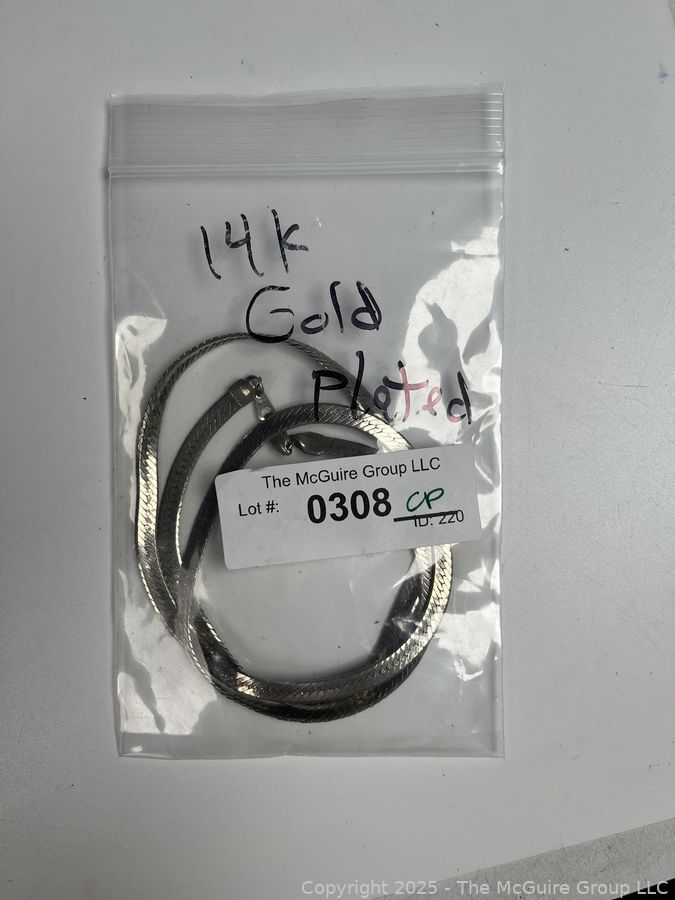 14k
Gold
Plated
The McGuire Group LLC
Lot #: 0308 CP
ID: 220
Copyright 2025 - The McGuire Group LLC